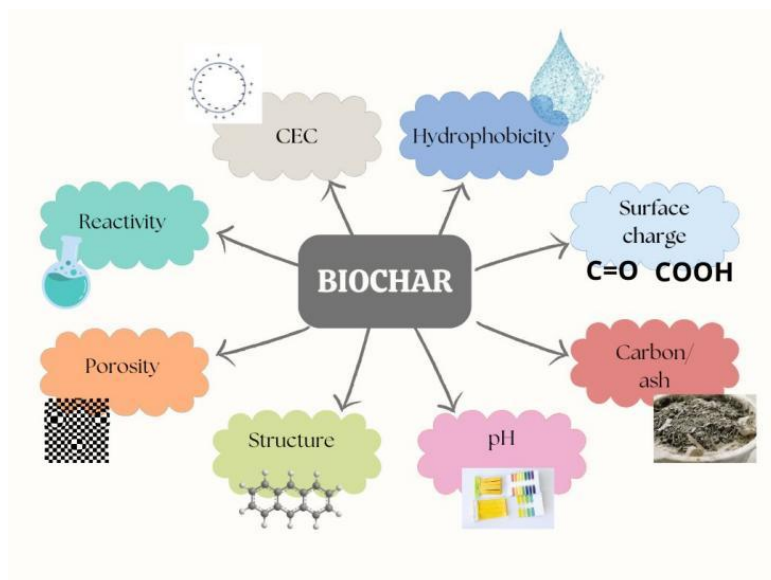 CEC
Hydrophobicity
Reactivity
Surface
charge
C=O COOH
BIOCHAR
Porosity
Carbon/
ash
Structure
pH